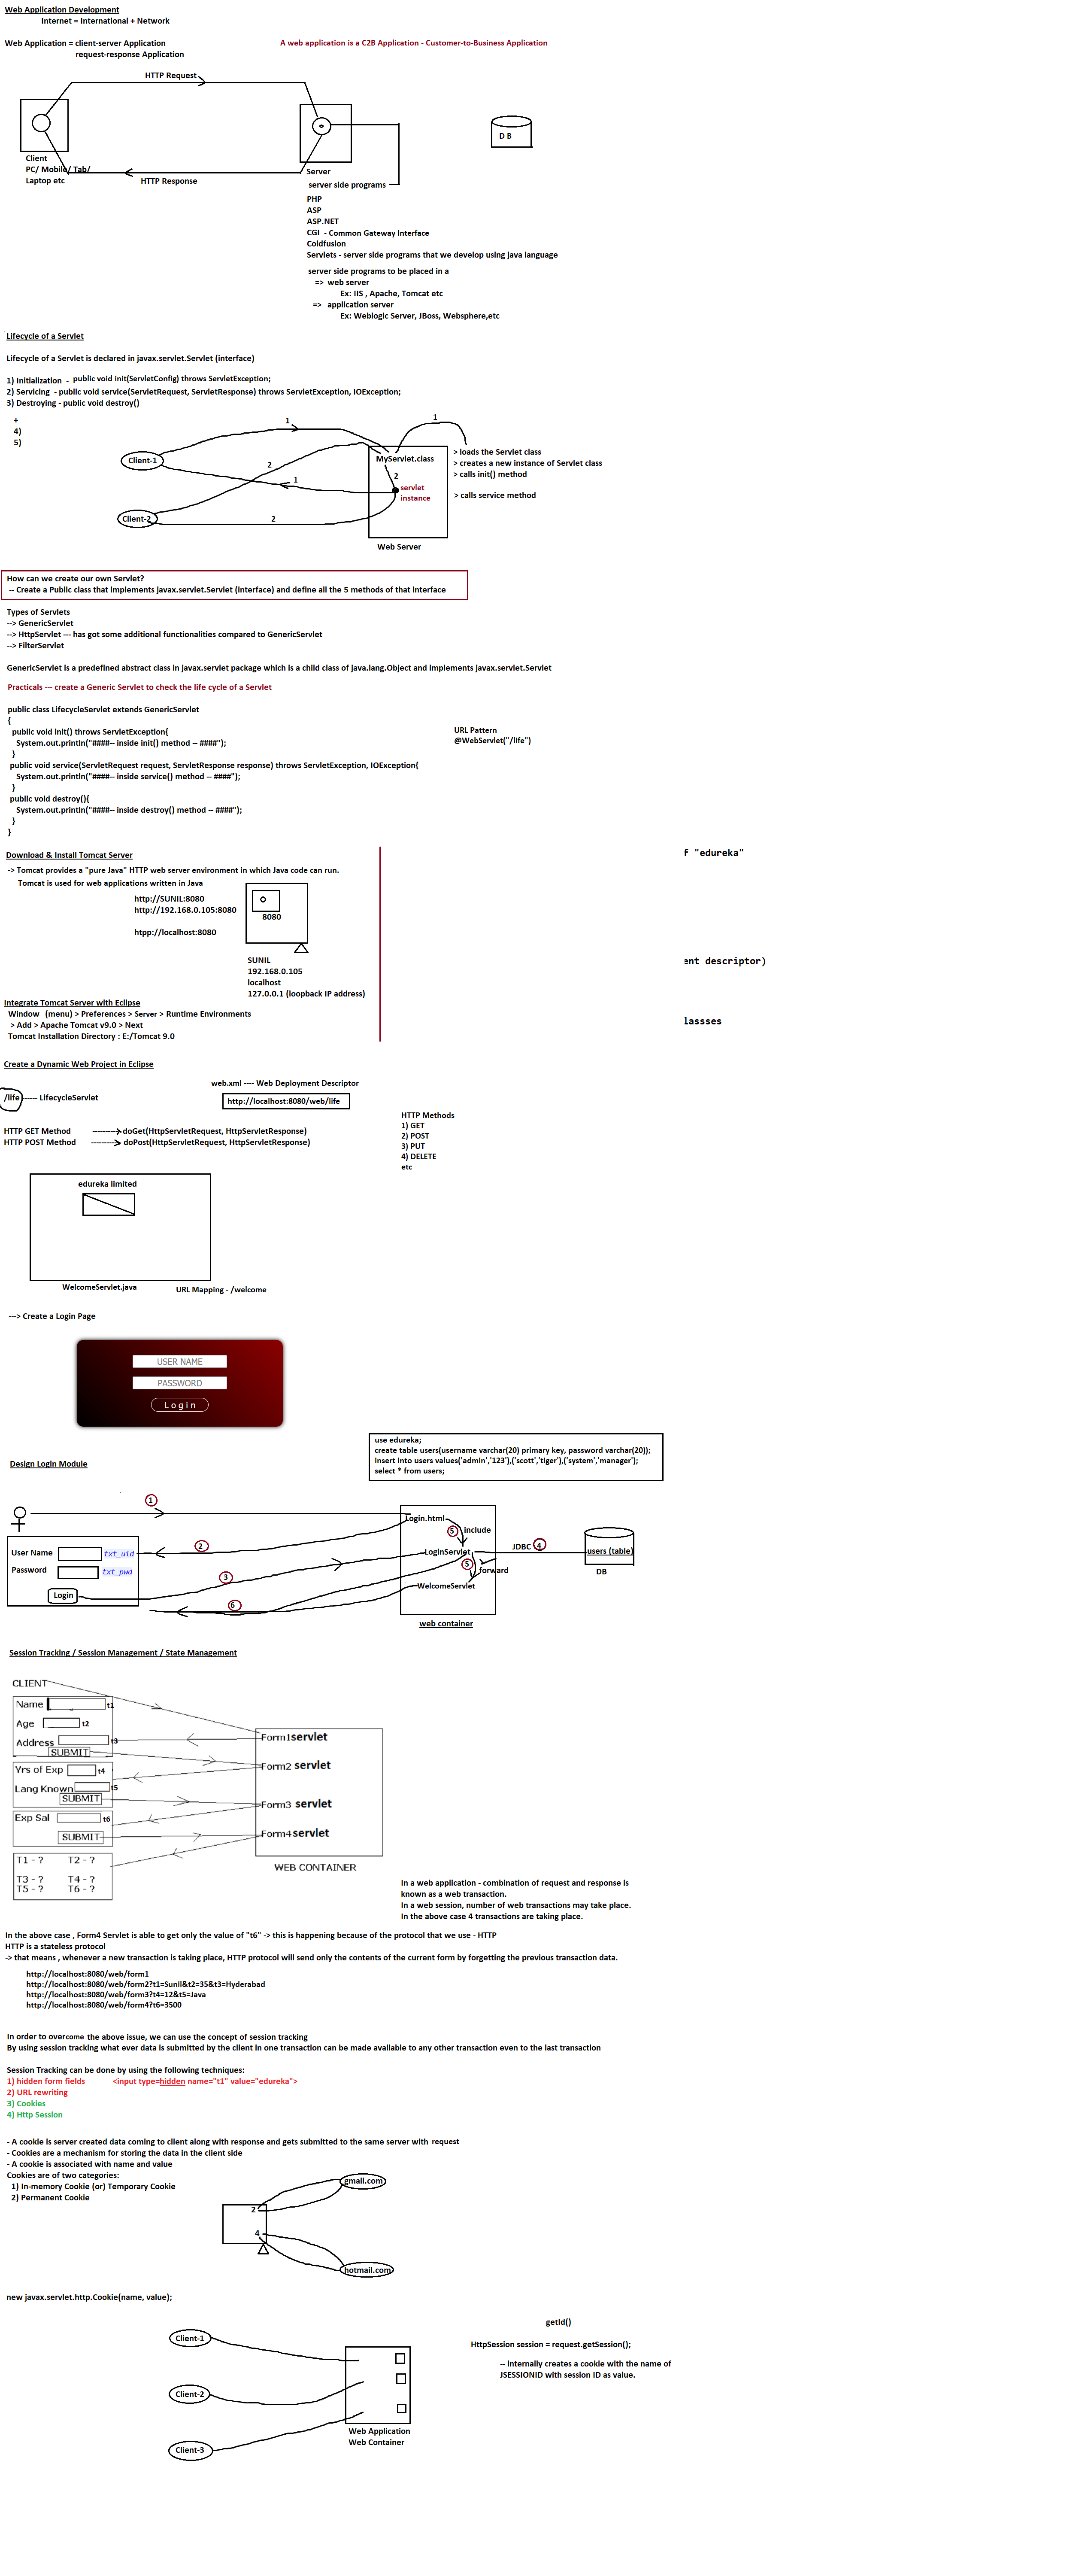 Web Application Development
Internet = International + Network
Web Application = client-server Application
request-response Application
A web application is a C2B Application - Customer-to-Business Application
HTTP Request
D B
Client
PC/ Mobile/ Tab/
Laptop etc
HTTP Response
Server
server side programs
PHP
ASP
ASP.NET
CGI - Common Gateway Interface
Coldfusion
Servlets - server side programs that we develop using java language
server side programs to be placed in a
=> web server
Ex: IIS , Apache, Tomcat etc
=> application server
Ex: Weblogic Server, JBoss, Websphere,etc
Lifecycle of a Servlet
Lifecycle of a Servlet is declared in javax.servlet.Servlet (interface)
1) Initialization - public void init(ServletConfig) throws ServletException;
2) Servicing - public void service(ServletRequest, ServletResponse) throws ServletException, IOException;
3) Destroying - public void destroy()
+
4)
5)
1
1
Client-1
2
1
MyServlet.class
2
servlet
instance
> loads the Servlet class
> creates a new instance of Servlet class
> calls init() method
> calls service method
Client-2
2
Web Server
How can we create our own Servlet?
-- Create a Public class that implements javax.servlet.Servlet (interface) and define all the 5 methods of that interface
Types of Servlets
--> GenericServlet
--> HttpServlet --- has got some additional functionalities compared to GenericServlet
--> FilterServlet
GenericServlet is a predefined abstract class in javax.servlet package which is a child class of java.lang.Object and implements javax.servlet.Servlet
Practicals --- create a Generic Servlet to check the life cycle of a Servlet
public class LifecycleServlet extends GenericServlet
{
public void init() throws ServletException{
System.out.println("####-- inside init() method -- ####");
}
public void service(ServletRequest request, ServletResponse response) throws ServletException, IOException{
System.out.println("####-- inside service() method -- ####");
}
public void destroy(){
System.out.println("####-- inside destroy() method -- ####");
}
}
URL Pattern
@WebServlet("/life")
Download & Install Tomcat Server
-> Tomcat provides a "pure Java" HTTP web server environment in which Java code can run.
Tomcat is used for web applications written in Java
http://SUNIL:8080
http://192.168.0.105:8080
htpp://localhost:8080
8080
SUNIL
192.168.0.105
localhost
127.0.0.1 (loopback IP address)
f "edureka"
ent descriptor)
lassses
Integrate Tomcat Server with Eclipse
Window (menu) > Preferences > Server > Runtime Environments
> Add > Apache Tomcat v9.0 > Next
Tomcat Installation Directory : E:/Tomcat 9.0
Create a Dynamic Web Project in Eclipse
web.xml ---- Web Deployment Descriptor
/life ------ LifecycleServlet
http://localhost:8080/web/life
HTTP GET Method ----------> doGet(HttpServletRequest, HttpServletResponse)
HTTP POST Method ----------> doPost(HttpServletRequest, HttpServletResponse)
HTTP Methods
1) GET
2) POST
3) PUT
4) DELETE
etc
edureka limited
WelcomeServlet.java
URL Mapping - /welcome
---> Create a Login Page
USER NAME
PASSWORD
Login
use edureka;
create table users(username varchar(20) primary key, password varchar(20));
insert into users values('admin','123'),('scott','tiger'),('system','manager');
select * from users;
Design Login Module
1
Login.html
5 include
User Name txt_uid
2
LoginServlet
JDBC 4
users (table)
DB
Password txt_pwd
3
5 forward
Login
WelcomeServlet
6
web container
Session Tracking / Session Management / State Management
CLIENT
Name t1
Age t2
Address t3
SUBMIT
Yrs of Exp t4
Lang Known t5
SUBMIT
Exp Sal t6
SUBMIT
T1 - ? T2 - ?
T3 - ? T4 - ?
T5 - ? T6 - ?
Form1servlet
Form2 servlet
Form3 servlet
Form4servlet
WEB CONTAINER
In a web application - combination of request and response is
known as a web transaction.
In a web session, number of web transactions may take place.
In the above case 4 transactions are taking place.
In the above case , Form4 Servlet is able to get only the value of "t6" -> this is happening because of the protocol that we use - HTTP
HTTP is a stateless protocol
-> that means , whenever a new transaction is taking place, HTTP protocol will send only the contents of the current form by forgetting the previous transaction data.
http://localhost:8080/web/form1
http://localhost:8080/web/form2?t1=Sunil&t2=35&t3=Hyderabad
http://localhost:8080/web/form3?t4=12&t5=Java
http://localhost:8080/web/form4?t6=3500
In order to overcome the above issue, we can use the concept of session tracking
By using session tracking what ever data is submitted by the client in one transaction can be made available to any other transaction even to the last transaction
Session Tracking can be done by using the following techniques:
1) hidden form fields <input type=hidden name="t1" value="edureka">
2) URL rewriting
3) Cookies
4) Http Session
- A cookie is server created data coming to client along with response and gets submitted to the same server with request
- Cookies are a mechanism for storing the data in the client side
- A cookie is associated with name and value
Cookies are of two categories:
1) In-memory Cookie (or) Temporary Cookie
2) Permanent Cookie
gmail.com
2
4
hotmail.com
new javax.servlet.http.Cookie(name, value);
getId()
HttpSession session = request.getSession();
-- internally creates a cookie with the name of
JSESSIONID with session ID as value.
Client-1
Client-2
Client-3
Web Application
Web Container